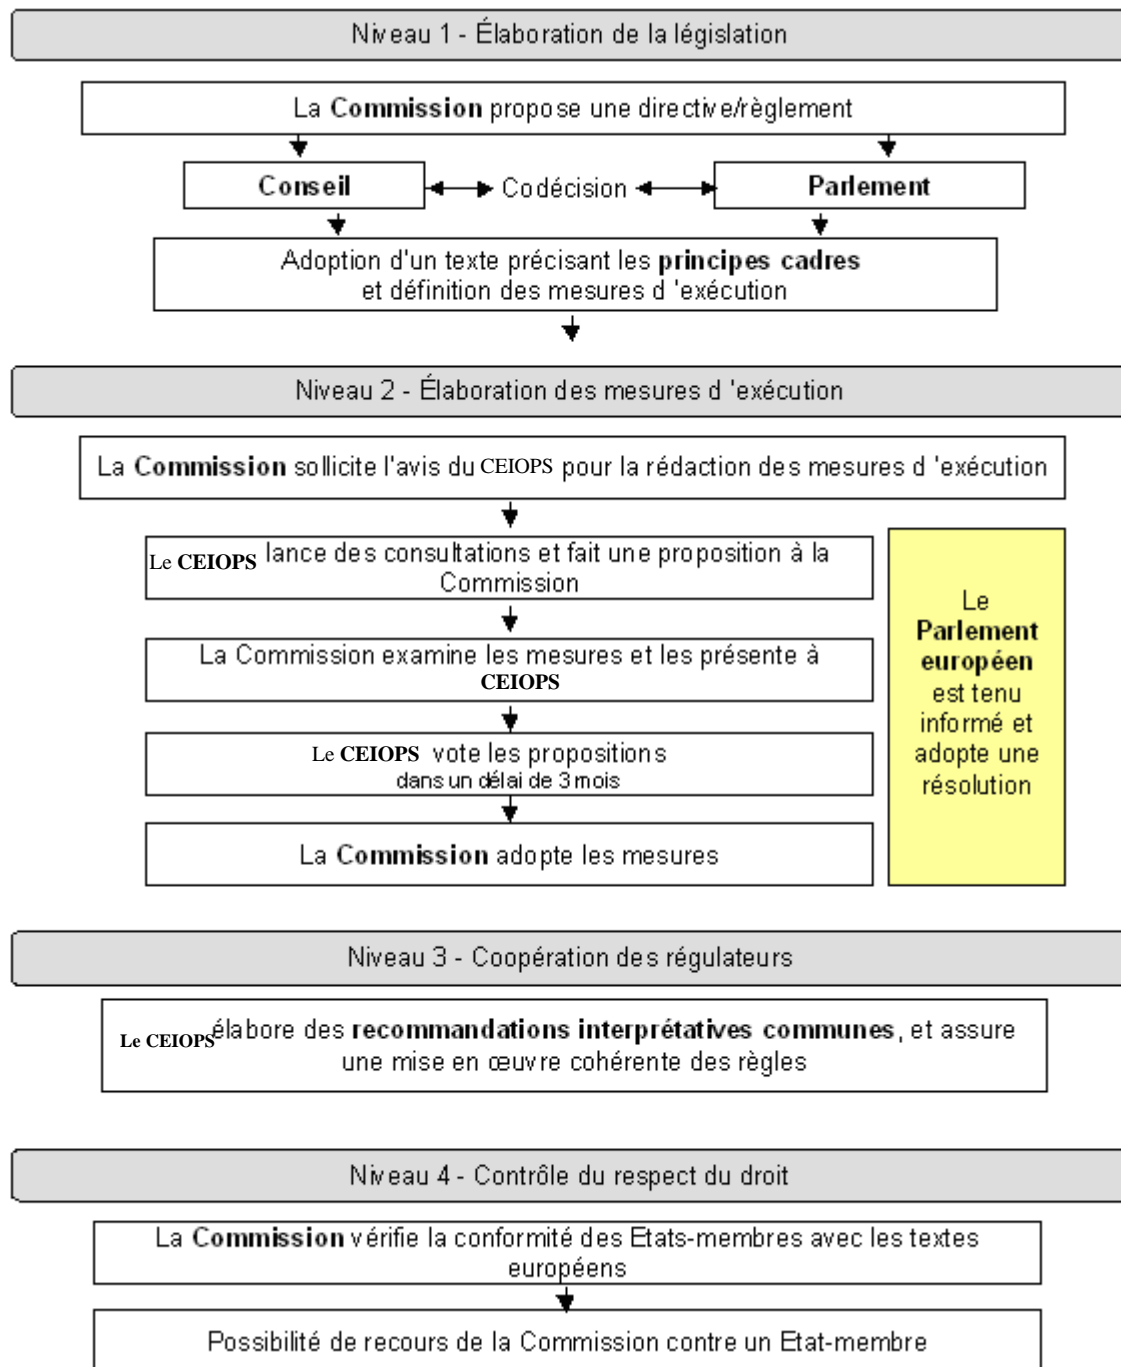 Niveau 1 - Élaboration de la législation
La Commission propose une directive/règlement
Conseil
Codécision
Parlement
Adoption d'un texte précisant les principes cadres
et définition des mesures d 'exécution
Niveau 2 - Élaboration des mesures d 'exécution
La Commission sollicite l'avis du CEIOPS pour la rédaction des mesures d 'exécution
Le CEIOPS lance des consultations et fait une proposition à la
Commission
La Commission examine les mesures et les présente à
CEIOPS
Le CEIOPS vote les propositions
dans un délai de 3 mois
La Commission adopte les mesures
Le
Parlement
européen
est tenu
informé et
adopte une
résolution
Niveau 3 - Coopération des régulateurs
Le CEIOPS élabore des recommandations interprétatives communes, et assure
une mise en œuvre cohérente des règles
Niveau 4 - Contrôle du respect du droit
La Commission vérifie la conformité des Etats-membres avec les textes
européens
Possibilité de recours de la Commission contre un Etat-membre